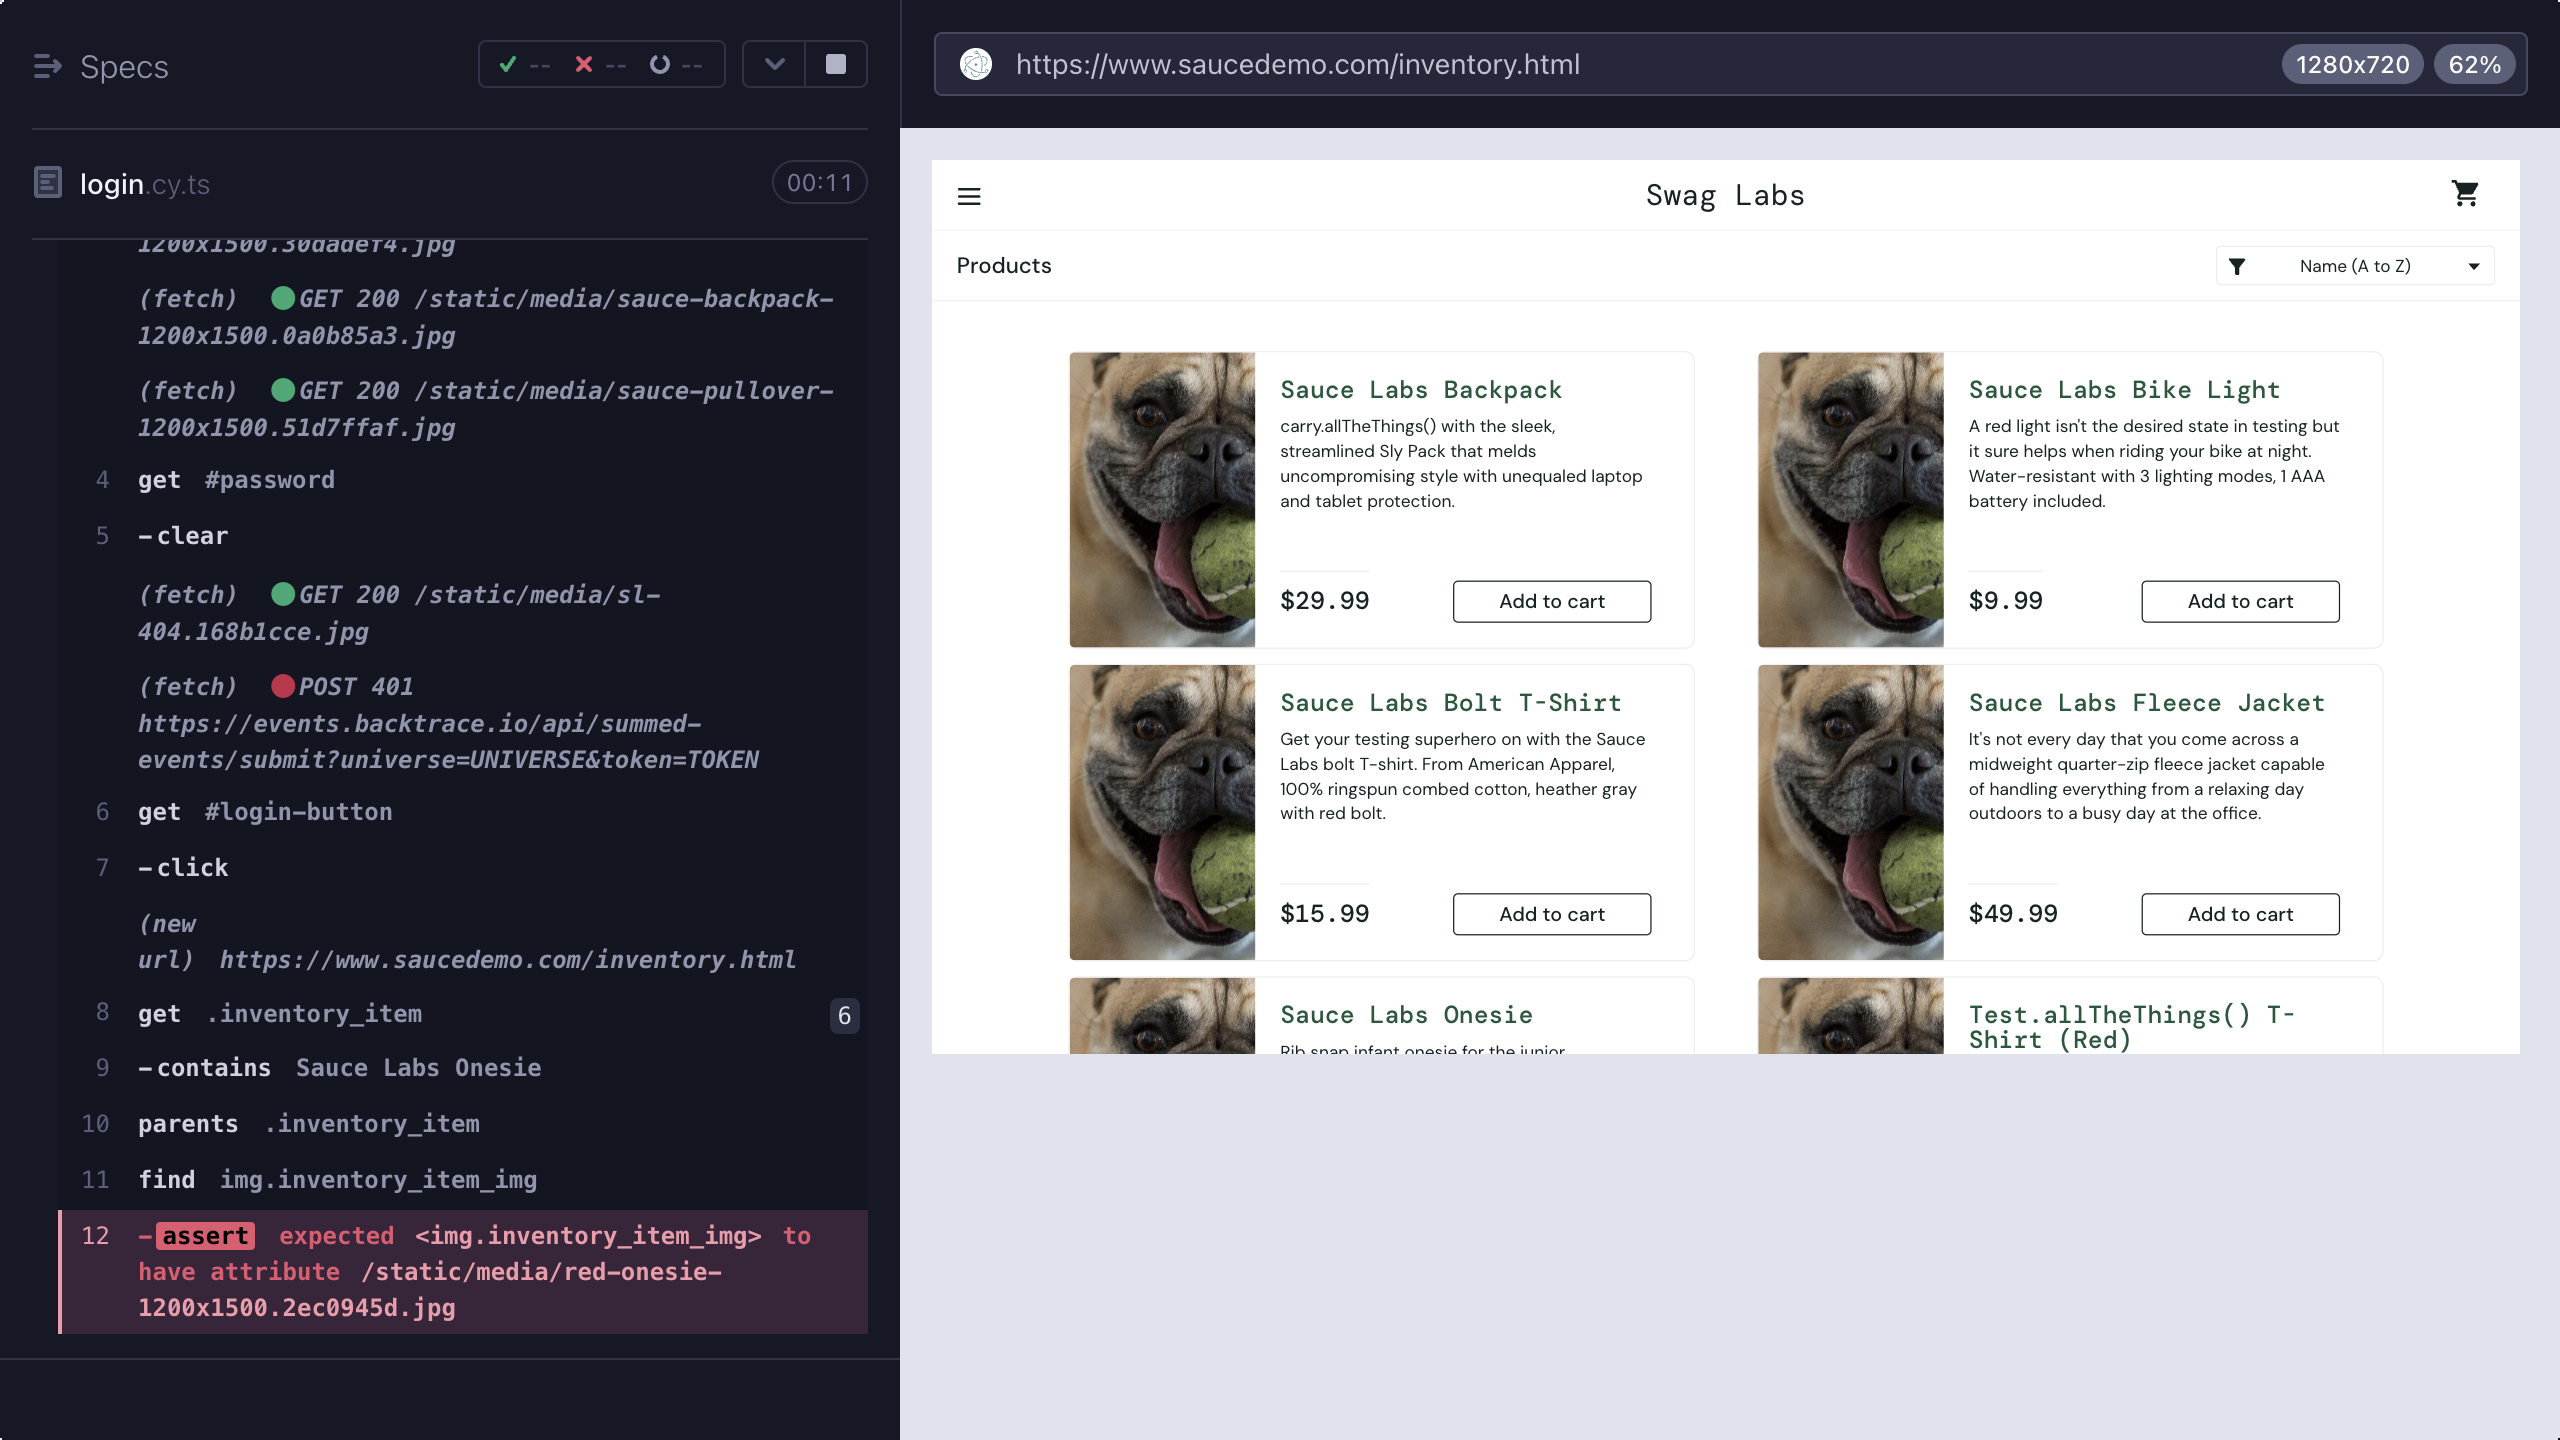 Specs
-- -- --
login.cy.ts
00:11
1200x1500.30dadef4.jpg
(fetch) GET 200 /static/media/sauce-backpack-
1200x1500.0a0b85a3.jpg
(fetch) GET 200 /static/media/sauce-pullover-
1200x1500.51d7ffaf.jpg
4 get #password
5 -clear
(fetch) GET 200 /static/media/sl-
404.168b1cce.jpg
(fetch) POST 401
https://events.backtrace.io/api/summed-
events/submit?universe=UNIVERSE&token=TOKEN
6 get #login-button
7 -click
(new
url) https://www.saucedemo.com/inventory.html
8 get .inventory_item 6
9 -contains Sauce Labs Onesie
10 parents .inventory_item
11 find img.inventory_item_img
12 -assert expected <img.inventory_item_img> to
have attribute /static/media/red-onesie-
1200x1500.2ec0945d.jpg
https://www.saucedemo.com/inventory.html
1280x720 62%
Swag Labs
Products
Name (A to Z)
Sauce Labs Backpack
carry.allTheThings() with the sleek,
streamlined Sly Pack that melds
uncompromising style with unequaled laptop
and tablet protection.
$29.99
Add to cart
Sauce Labs Bike Light
A red light isn't the desired state in testing but
it sure helps when riding your bike at night.
Water-resistant with 3 lighting modes, 1 AAA
battery included.
$9.99
Add to cart
Sauce Labs Bolt T-Shirt
Get your testing superhero on with the Sauce
Labs bolt T-shirt. From American Apparel,
100% ringspun combed cotton, heather gray
with red bolt.
$15.99
Add to cart
Sauce Labs Fleece Jacket
It's not every day that you come across a
midweight quarter-zip fleece jacket capable
of handling everything from a relaxing day
outdoors to a busy day at the office.
$49.99
Add to cart
Sauce Labs Onesie
Rib snap infant onesie for the junior
Test.allTheThings() T-
Shirt (Red)